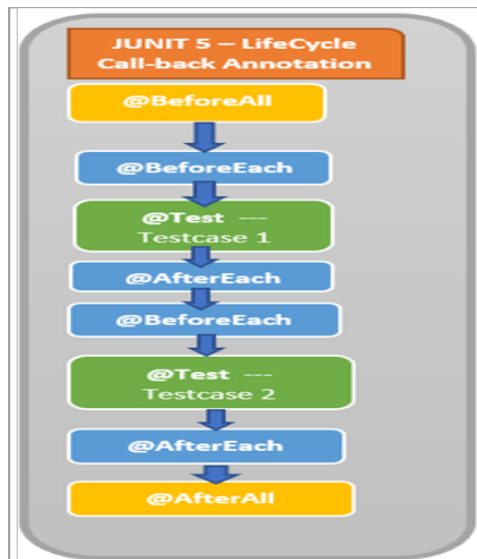 JUNIT 5 – LifeCycle
Call-back Annotation
@BeforeAll
@BeforeEach
@Test ---
Testcase 1
@AfterEach
@BeforeEach
@Test ---
Testcase 2
@AfterEach
@AfterAll